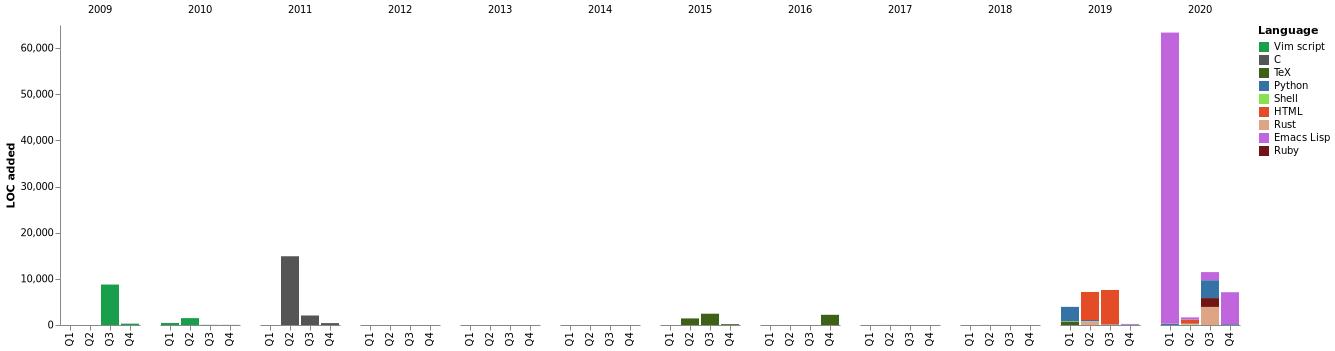 2009 2010 2011 2012 2013 2014 2015 2016 2017 2018 2019 2020
LOC added
60,000
50,000
40,000
30,000
20,000
10,000
0
Q1 Q2 Q3 Q4 Q1 Q2 Q3 Q4 Q1 Q2 Q3 Q4 Q1 Q2 Q3 Q4 Q1 Q2 Q3 Q4 Q1 Q2 Q3 Q4 Q1 Q2 Q3 Q4 Q1 Q2 Q3 Q4 Q1 Q2 Q3 Q4 Q1 Q2 Q3 Q4 Q1 Q2 Q3 Q4 Q1 Q2 Q3 Q4
Language
Vim script
C
TeX
Python
Shell
HTML
Rust
Emacs Lisp
Ruby